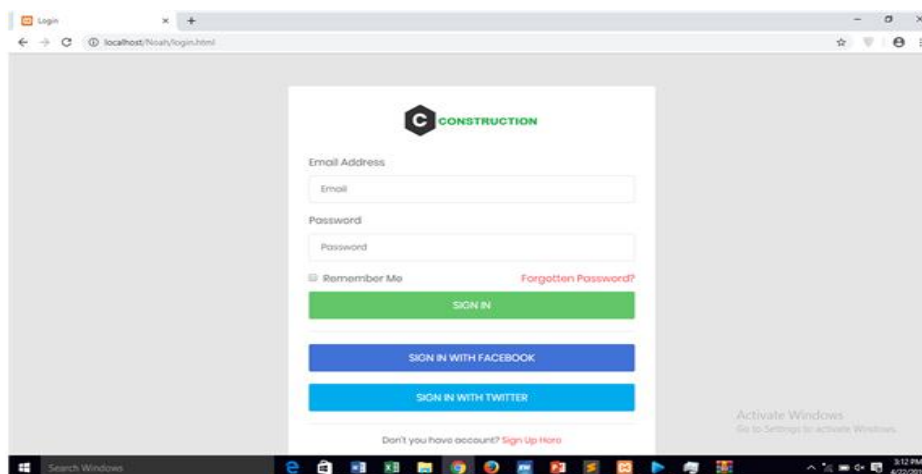 Login
localhost/Noah/login.html
C CONSTRUCTION
Email Address
Email
Password
Password
Remember Me Forgotten Password?
SIGN IN
SIGN IN WITH FACEBOOK
SIGN IN WITH TWITTER
Don't you have account? Sign Up Here
Activate Windows
Go to Settings to activate Windows.
Search Windows
3:12 PM